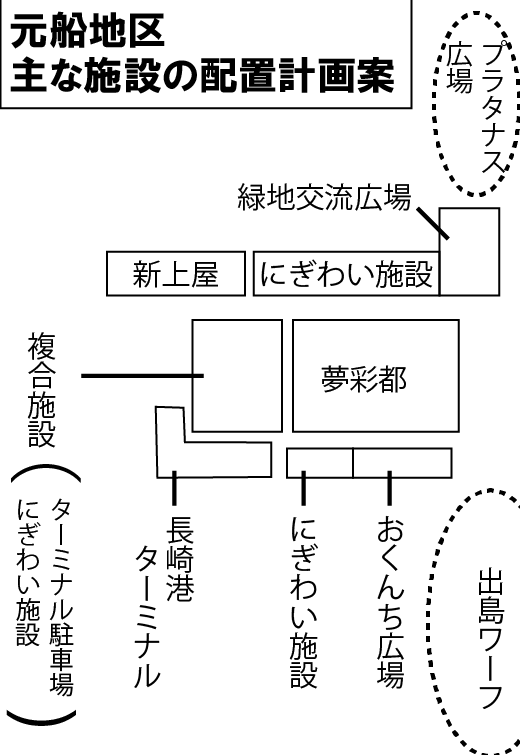 元船地区
主な施設の配置計画案
プラタナス
広場
緑地交流広場
新上屋
にぎわい施設
複合施設
(ターミナル駐車場
にぎわい施設)
夢彩都
長崎港
ターミナル
にぎわい施設
おくんち広場
出島ワーフ